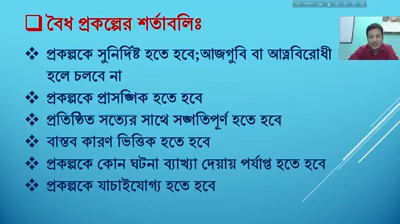 ❑ বৈধ প্রকল্পের শর্তাবলিঃ
❖ প্রকল্পকে সুনির্দিষ্ট হতে হবে;আজগুবি বা আত্নবিরোধী
হলে চলবে না
❖ প্রকল্পকে প্রাসঙ্গিক হতে হবে
❖ প্রতিষ্ঠিত সত্যের সাথে সঙ্গতিপূর্ণ হতে হবে
❖ বাস্তব কারণ ভিত্তিক হতে হবে
❖ প্রকল্পকে কোন ঘটনা ব্যাখ্যা দেয়ায় পর্যাপ্ত হতে হবে
❖ প্রকল্পকে যাচাইযোগ্য হতে হবে